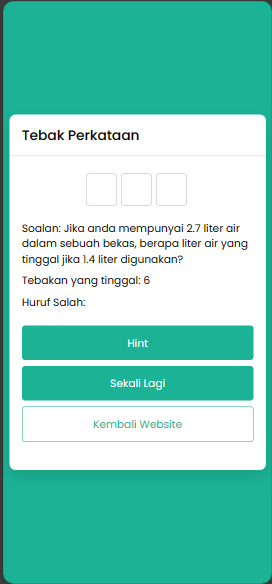 Tebak Perkataan
Soalan: Jika anda mempunyai 2.7 liter air
dalam sebuah bekas, berapa liter air yang
tinggal jika 1.4 liter digunakan?
Tebakan yang tinggal: 6
Huruf Salah:
Hint
Sekali Lagi
Kembali Website